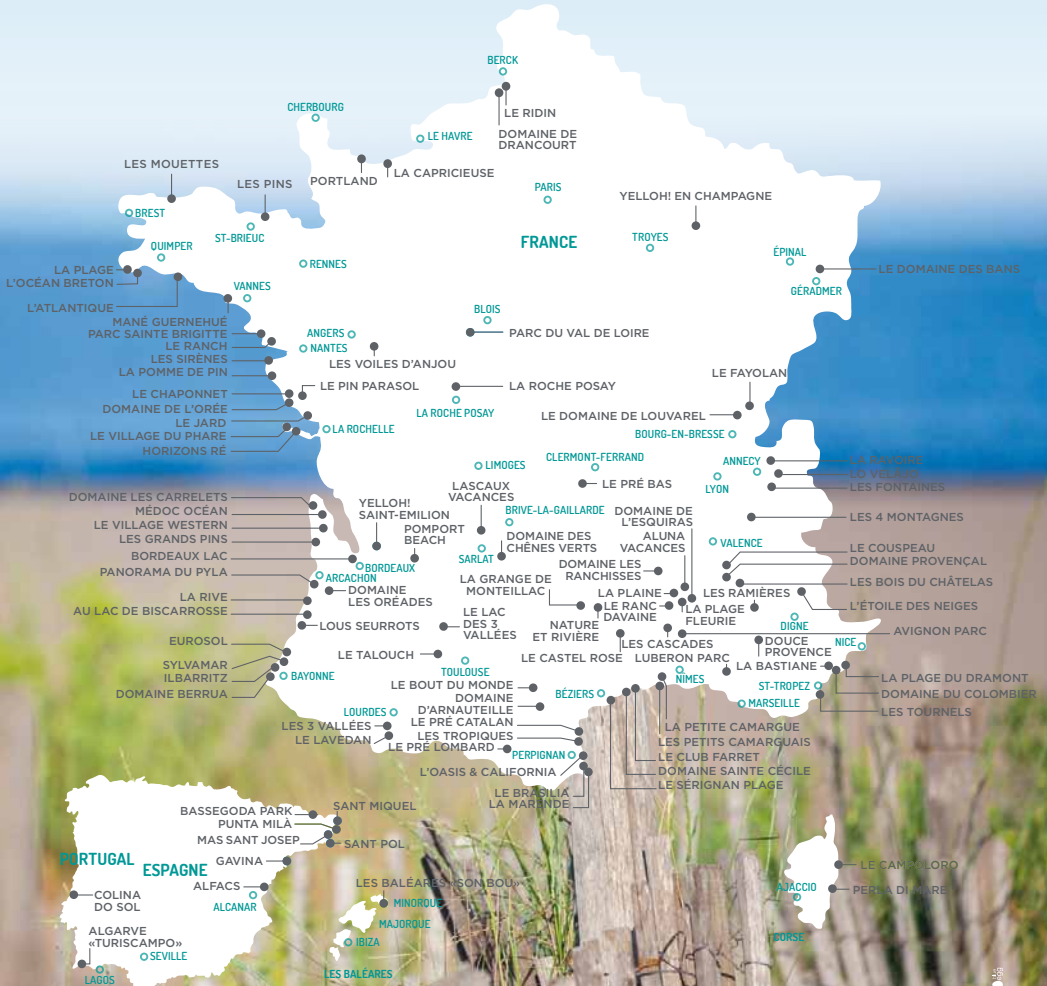 BERCK
LE RIDIN
CHERBOURG
LE HAVRE
DOMAINE DE
DRANCOURT
LES MOUETTES
LES PINS
PORTLAND
LA CAPRICIEUSE
PARIS
YELLOH! EN CHAMPAGNE
BREST
ST-BRIEUC
QUIMPER
FRANCE
TROYES
ÉPINAL
RENNES
LA PLAGE
L'OCÉAN BRETON
LE DOMAINE DES BANS
GÉRADMER
VANNES
L'ATLANTIQUE
BLOIS
MANÉ GUERNEHUÉ
PARC SAINTE BRIGITTE
LE RANCH
LES SIRÈNES
LA POMME DE PIN
ANGERS
NANTES
PARC DU VAL DE LOIRE
LES VOILES D'ANJOU
LE FAYOLAN
LE CHAPONNET
DOMAINE DE L'ORÉE
LE JARD
LE VILLAGE DU PHARE
HORIZONS RÉ
LE PIN PARASOL
LA ROCHE POSAY
LA ROCHE POSAY
LE DOMAINE DE LOUVAREL
LA ROCHELLE
BOURG-EN-BRESSE
CLERMONT-FERRAND
LIMOGES
ANNECY
LA RAVOIRE
LO VÉLADO
LES FONTAINES
LYON
LE PRÉ BAS
LASCAUX
VACANCES
DOMAINE LES CARRELETS
MÉDOC OCÉAN
LE VILLAGE WESTERN
LES GRANDS PINS
BORDEAUX LAC
PANORAMA DU PYLA
LA RIVE
AU LAC DE BISCARROSSE
YELLOH!
SAINT-EMILION
POMPORT
BEACH
BRIVE-LA-GAILLARDE
DOMAINE DE
L'ESQUIRAS
ALUNA
VACANCES
LES 4 MONTAGNES
VALENCE
DOMAINE DES
CHÊNES VERTS
SARLAT
BORDEAUX
ARCACHON
DOMAINE
LES ORÉADES
DOMAINE LES
RANCHISSES
LE COUSPEAU
DOMAINE PROVENÇAL
LES BOIS DU CHÂTELAS
L'ÉTOILE DES NEIGES
LA GRANGE DE
MONTEILLAC
LA PLAINE
LE RANC
DAVAINE
LES RAMIÈRES
LA PLAGE
FLEURIE
LOUS SEURROTS
LE LAC
DES 3
VALLÉES
NATURE
ET RIVIÈRE
DIGNE
AVIGNON PARC
EUROSOL
SYLVAMAR
ILBARRITZ
DOMAINE BERRUA
LE TALOUCH
LE CASTEL ROSE
LES CASCADES
LUBERON PARC
DOUCE
PROVENCE
NICE
LA BASTIANE
TOULOUSE
BAYONNE
NIMES
LA PLAGE DU DRAMONT
DOMAINE DU COLOMBIER
LES TOURNELS
ST-TROPEZ
MARSEILLE
LE BOUT DU MONDE
DOMAINE
D'ARNAUTEILLE
BÉZIERS
LOURDES
LES 3 VALLÉES
LE LAVEDAN
LE PRÉ CATALAN
LES TROPIQUES
LE PRÉ LOMBARD
PERPIGNAN
LA PETITE CAMARGUE
LES PETITS CAMARGUAIS
LE CLUB FARRET
DOMAINE SAINTE CÉCILE
LE SÉRIGNAN PLAGE
L'OASIS & CALIFORNIA
LE BRASILIA
LA MARENDE
BASSEGODA PARK
PUNTA MILÀ
MAS SANT JOSEP
SANT MIQUEL
SANT POL
PORTUGAL
ESPAGNE
GAVINA
ALFACS
ALCANAR
COLINA
DO SOL
LES BALÉARES «SON BOU»
MINORQUE
MAJORQUE
IBIZA
LES BALÉARES
ALGARVE
«TURISCAMPO»
SEVILLE
LAGOS
LE CAMPOLORO
PERLA DI MARE
AJACCIO
CORSE